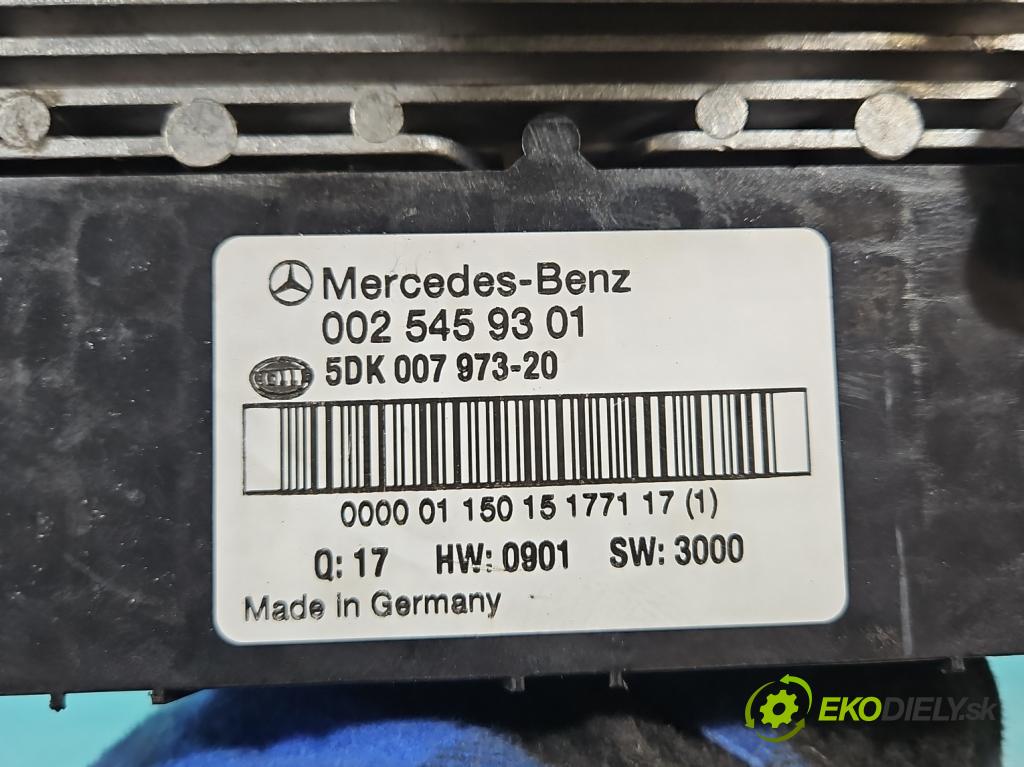 Mercedes-Benz
002 545 93 01
5DK 007 973-20
0000 01 150 15 1771 17 (1)
Q: 17 HW: 0901 SW: 3000
Made in Germany
EKODIELY.sk